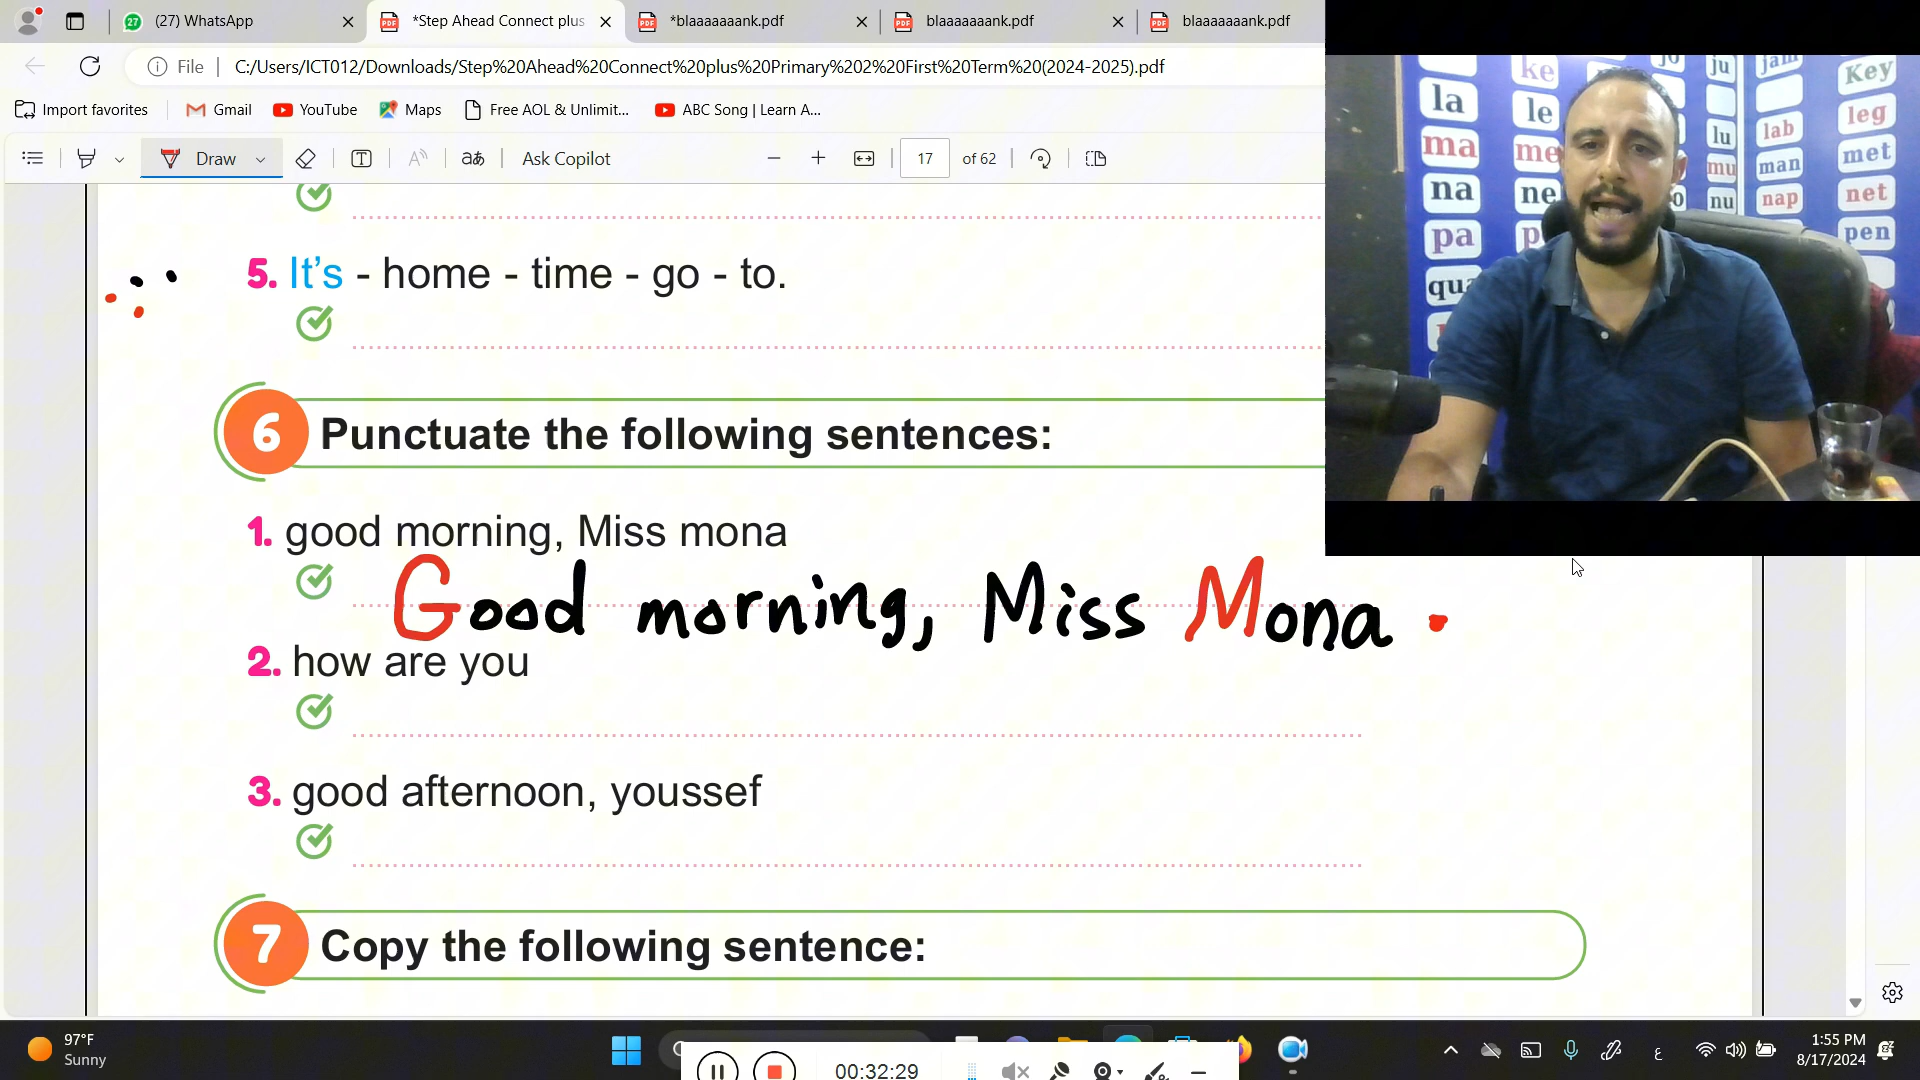 (27) WhatsApp
*Step Ahead Connect plus
*blaaaaaaank.pdf
blaaaaaaank.pdf
blaaaaaaank.pdf
File
C:/Users/ICT012/Downloads/Step%20Ahead%20Connect%20plus%20Primary%202%20First%20Term%20(2024-2025).pdf
Import favorites
Gmail
YouTube
Maps
Free AOL & Unlimit...
ABC Song | Learn A...
Draw
Ask Copilot
17 of 62
5. It's - home - time - go - to.
6 Punctuate the following sentences:
1. good morning, Miss mona
Good morning, Miss Mona .
2. how are you
3. good afternoon, youssef
7 Copy the following sentence:
la
ma
na
pa
qua
ke
le
me
ne
ju
lu
mu
nu
jam
lab
man
nap
Key
leg
met
net
pen
97°F
Sunny
00:32:29
ع
1:55 PM
8/17/2024